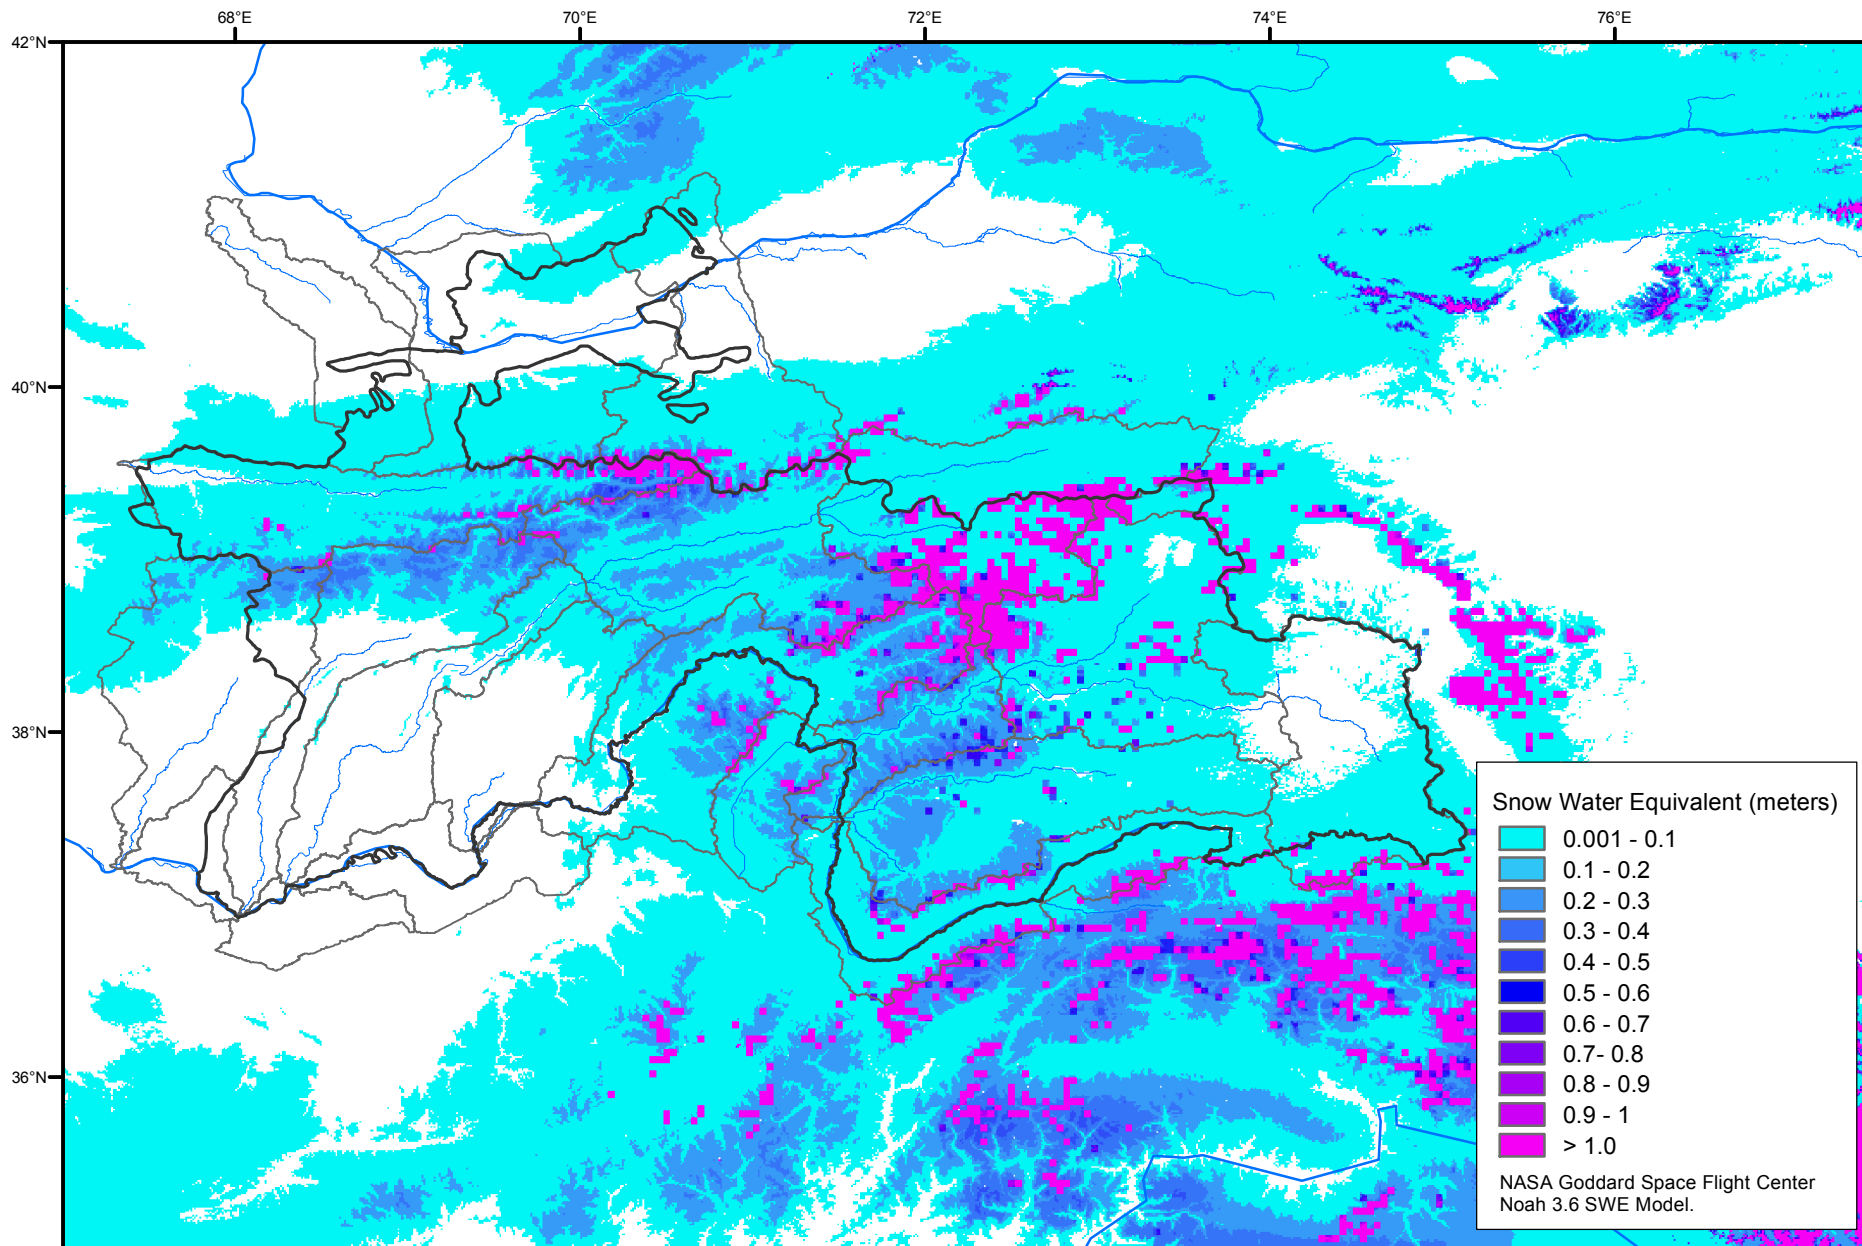 68°E 70°E 72°E 74°E 76°E
42°N
40°N
38°N
36°N
Snow Water Equivalent (meters)
0.001 - 0.1
0.1 - 0.2
0.2 - 0.3
0.3 - 0.4
0.4 - 0.5
0.5 - 0.6
0.6 - 0.7
0.7- 0.8
0.8 - 0.9
0.9 - 1
> 1.0
NASA Goddard Space Flight Center
Noah 3.6 SWE Model.